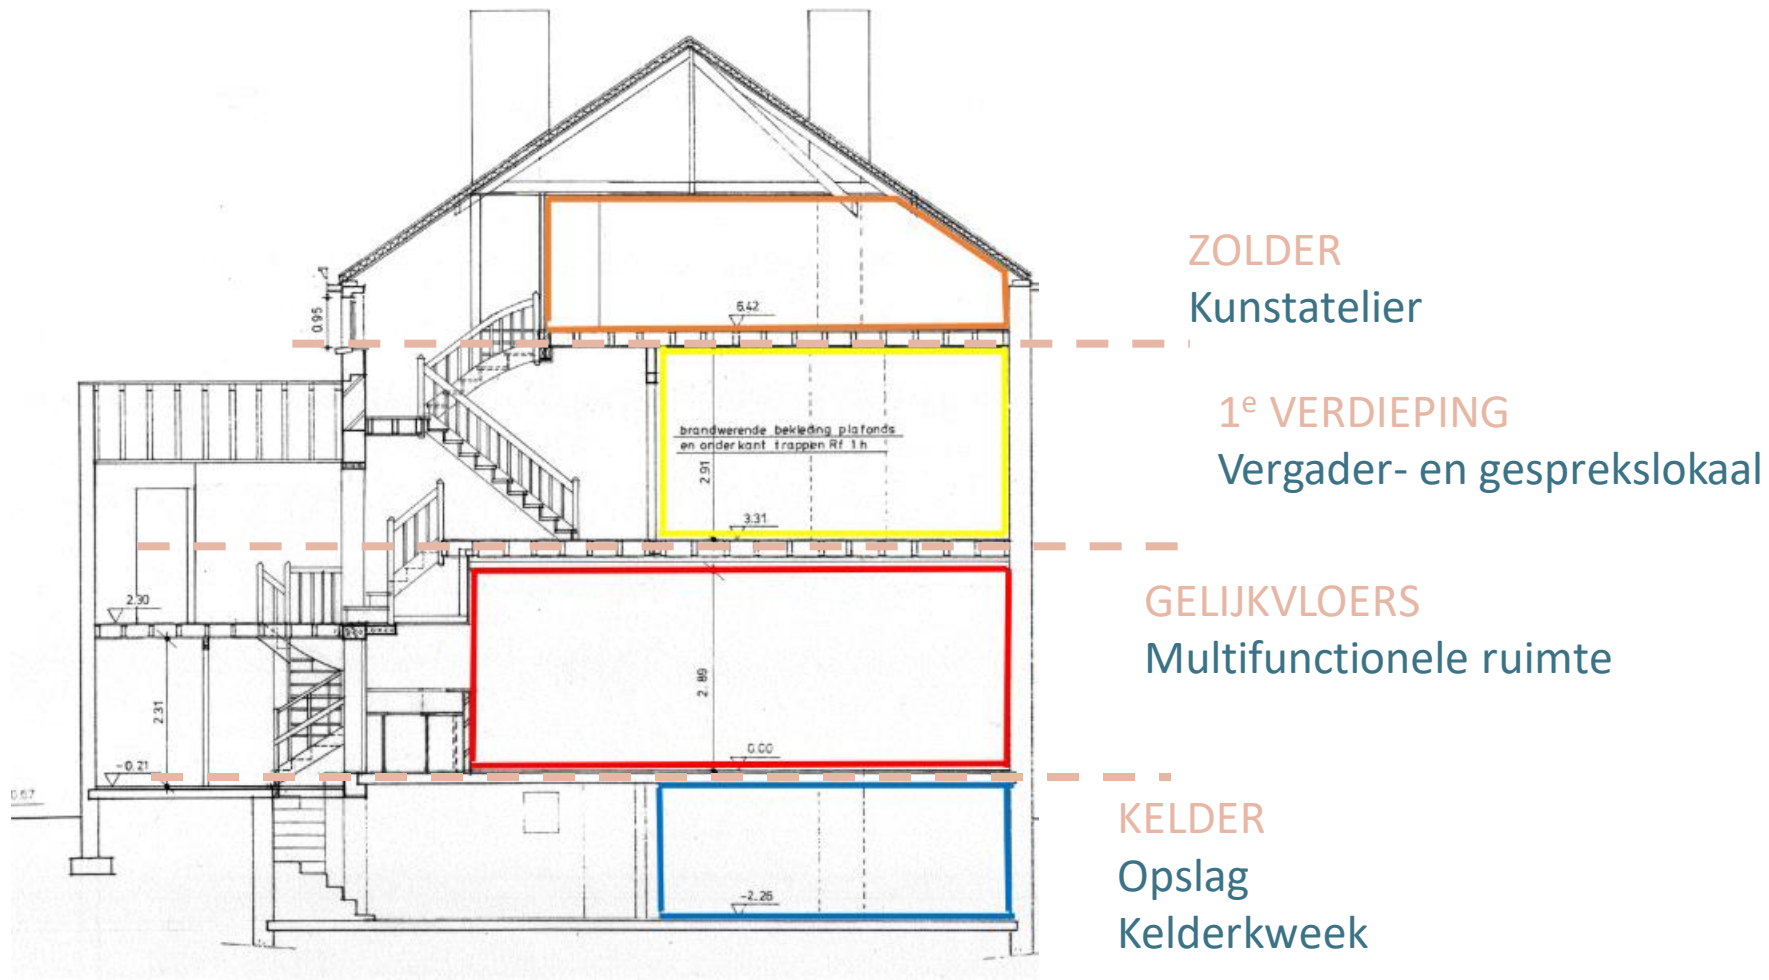 ZOLDER
Kunstatelier
6.42
0.95
1e VERDIEPING
Vergader- en gesprekslokaal
brandwerende bekleding plafonds
en onderkant trappen Rf 1h
2.91
3.31
GELIJKVLOERS
Multifunctionele ruimte
2.30
2.31
2.89
0.00
-0.21
0.67
KELDER
Opslag
Kelderkweek
-2.26